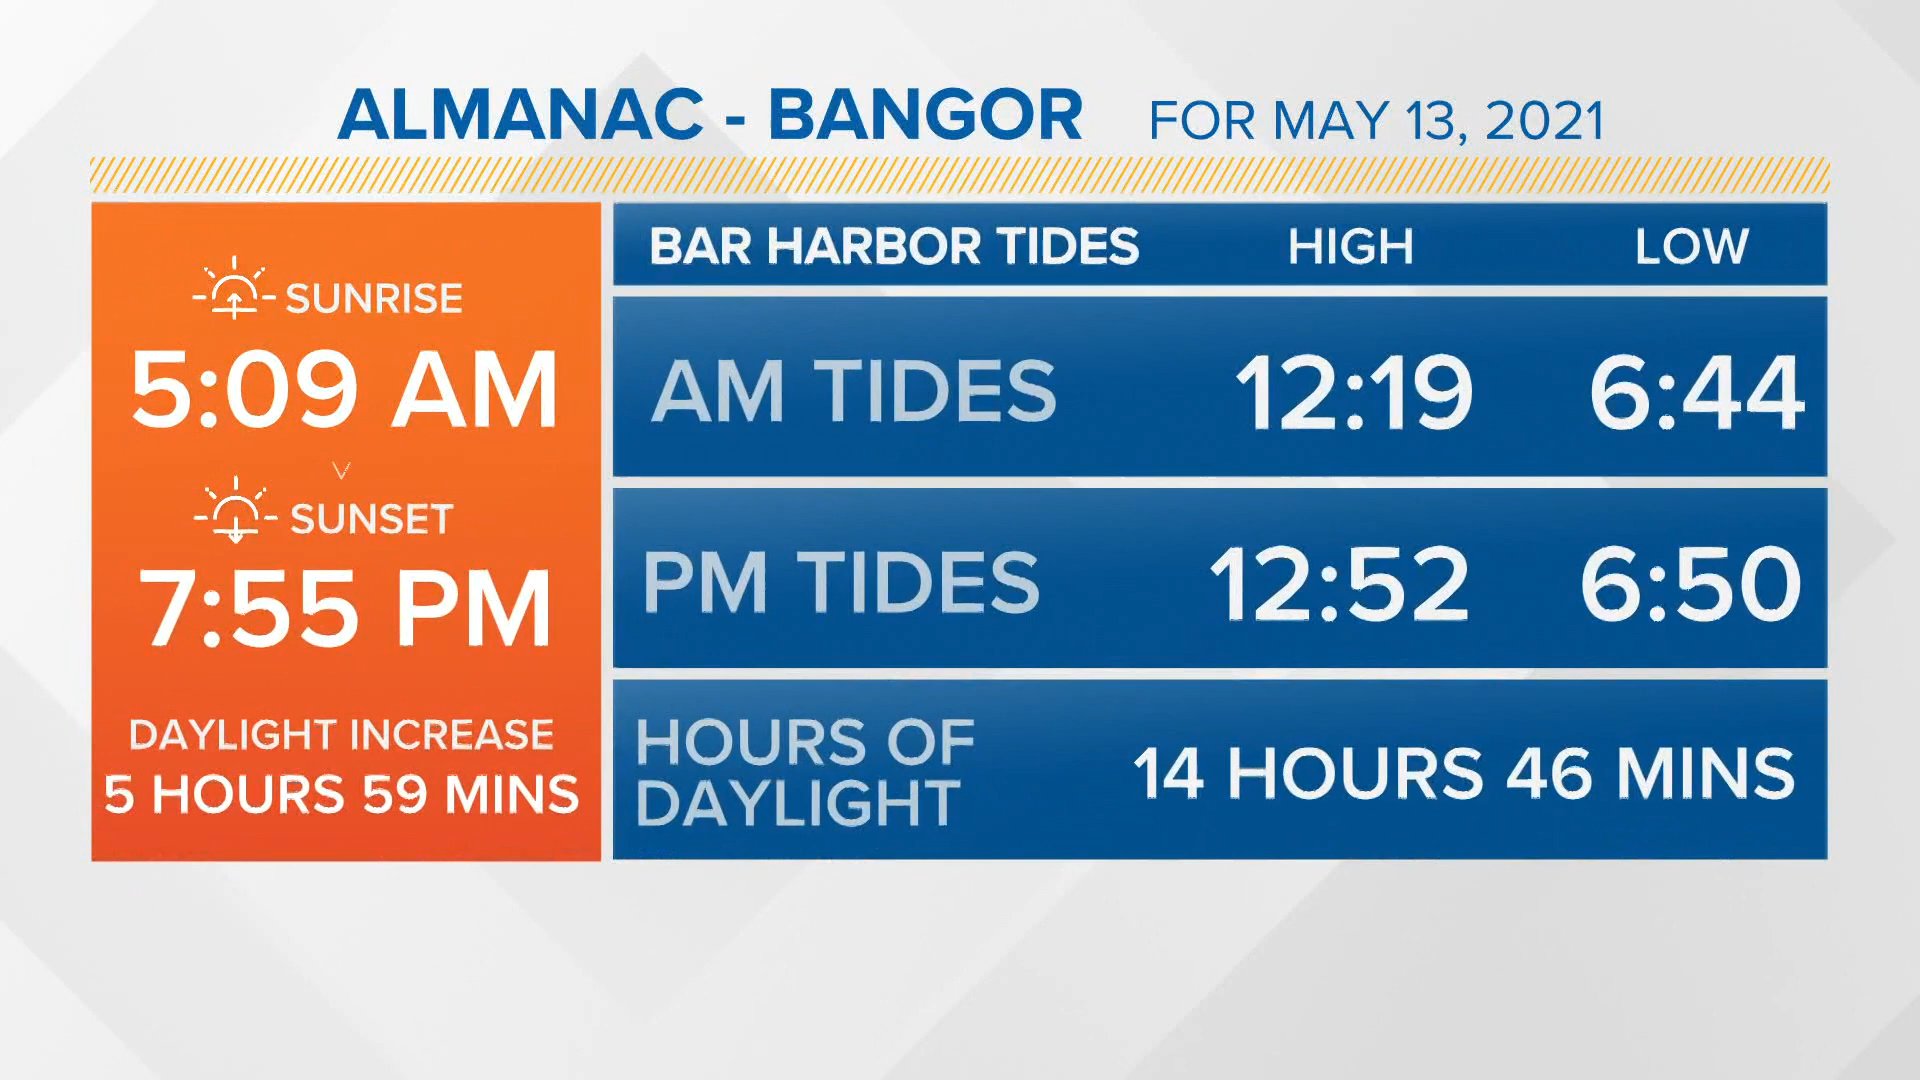 ALMANAC - BANGOR FOR MAY 13, 2021
SUNRISE
5:09 AM
SUNSET
7:55 PM
DAYLIGHT INCREASE
5 HOURS 59 MINS
BAR HARBOR TIDES HIGH LOW
AM TIDES 12:19 6:44
PM TIDES 12:52 6:50
HOURS OF
DAYLIGHT
14 HOURS 46 MINS